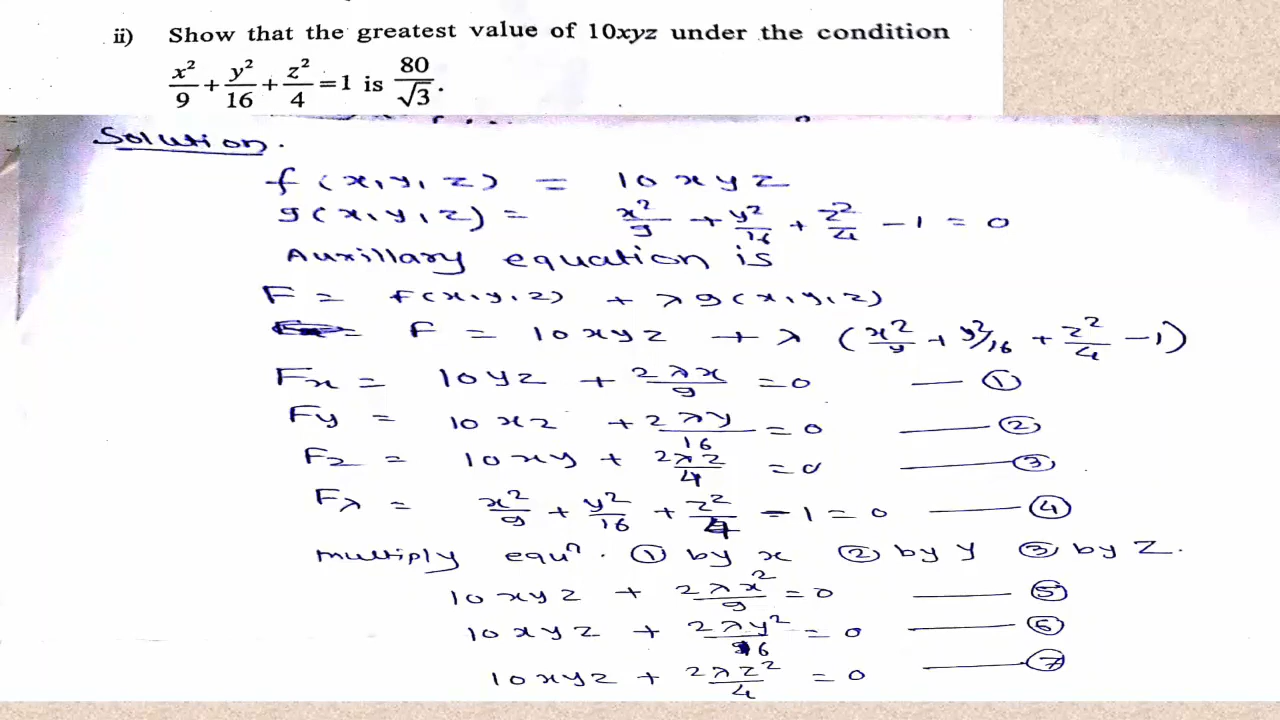 ii) Show that the greatest value of 10xyz under the condition
x²/9 + y²/16 + z²/4 = 1 is 80/√3.
Solution.
f(x,y,z) = 10xyz
g(x,y,z) = x²/9 + y²/16 + z²/4 - 1 = 0
Auxillary equation is
F = f(x,y,z) + λg(x,y,z)
F = 10xyz + λ (x²/9 + y²/16 + z²/4 - 1)
Fx = 10yz + 2λx/9 = 0 — ①
Fy = 10xz + 2λy/16 = 0 — ②
Fz = 10xy + 2λz/4 = 0 — ③
Fλ = x²/9 + y²/16 + z²/4 - 1 = 0 — ④
multiply equⁿ. ① by x ② by y ③ by z.
10xyz + 2λx²/9 = 0 — ⑤
10xyz + 2λy²/16 = 0 — ⑥
10xyz + 2λz²/4 = 0 — ⑦